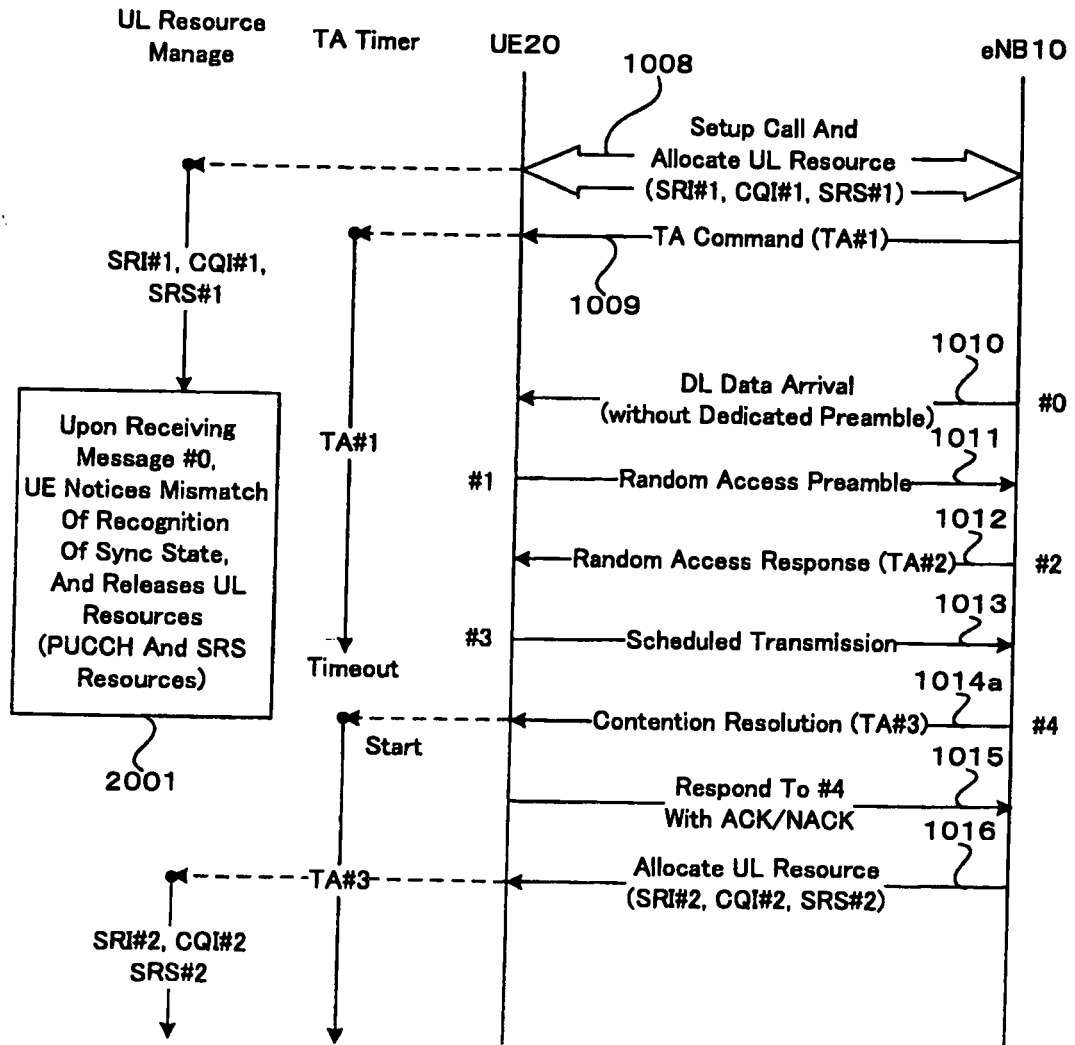 UL Resource
Manage
TA Timer
UE20
eNB10
1008
Setup Call And
Allocate UL Resource
(SRI#1, CQI#1, SRS#1)
TA Command (TA#1)
1009
SRI#1, CQI#1,
SRS#1
1010
DL Data Arrival
(without Dedicated Preamble)
#0
Upon Receiving
Message #0,
UE Notices Mismatch
Of Recognition
Of Sync State,
And Releases UL
Resources
(PUCCH And SRS
Resources)
2001
TA#1
1011
#1
Random Access Preamble
1012
Random Access Response (TA#2)
#2
1013
#3
Scheduled Transmission
Timeout
1014a
Contention Resolution (TA#3)
#4
Start
1015
Respond To #4
With ACK/NACK
1016
Allocate UL Resource
(SRI#2, CQI#2, SRS#2)
TA#3
SRI#2, CQI#2
SRS#2